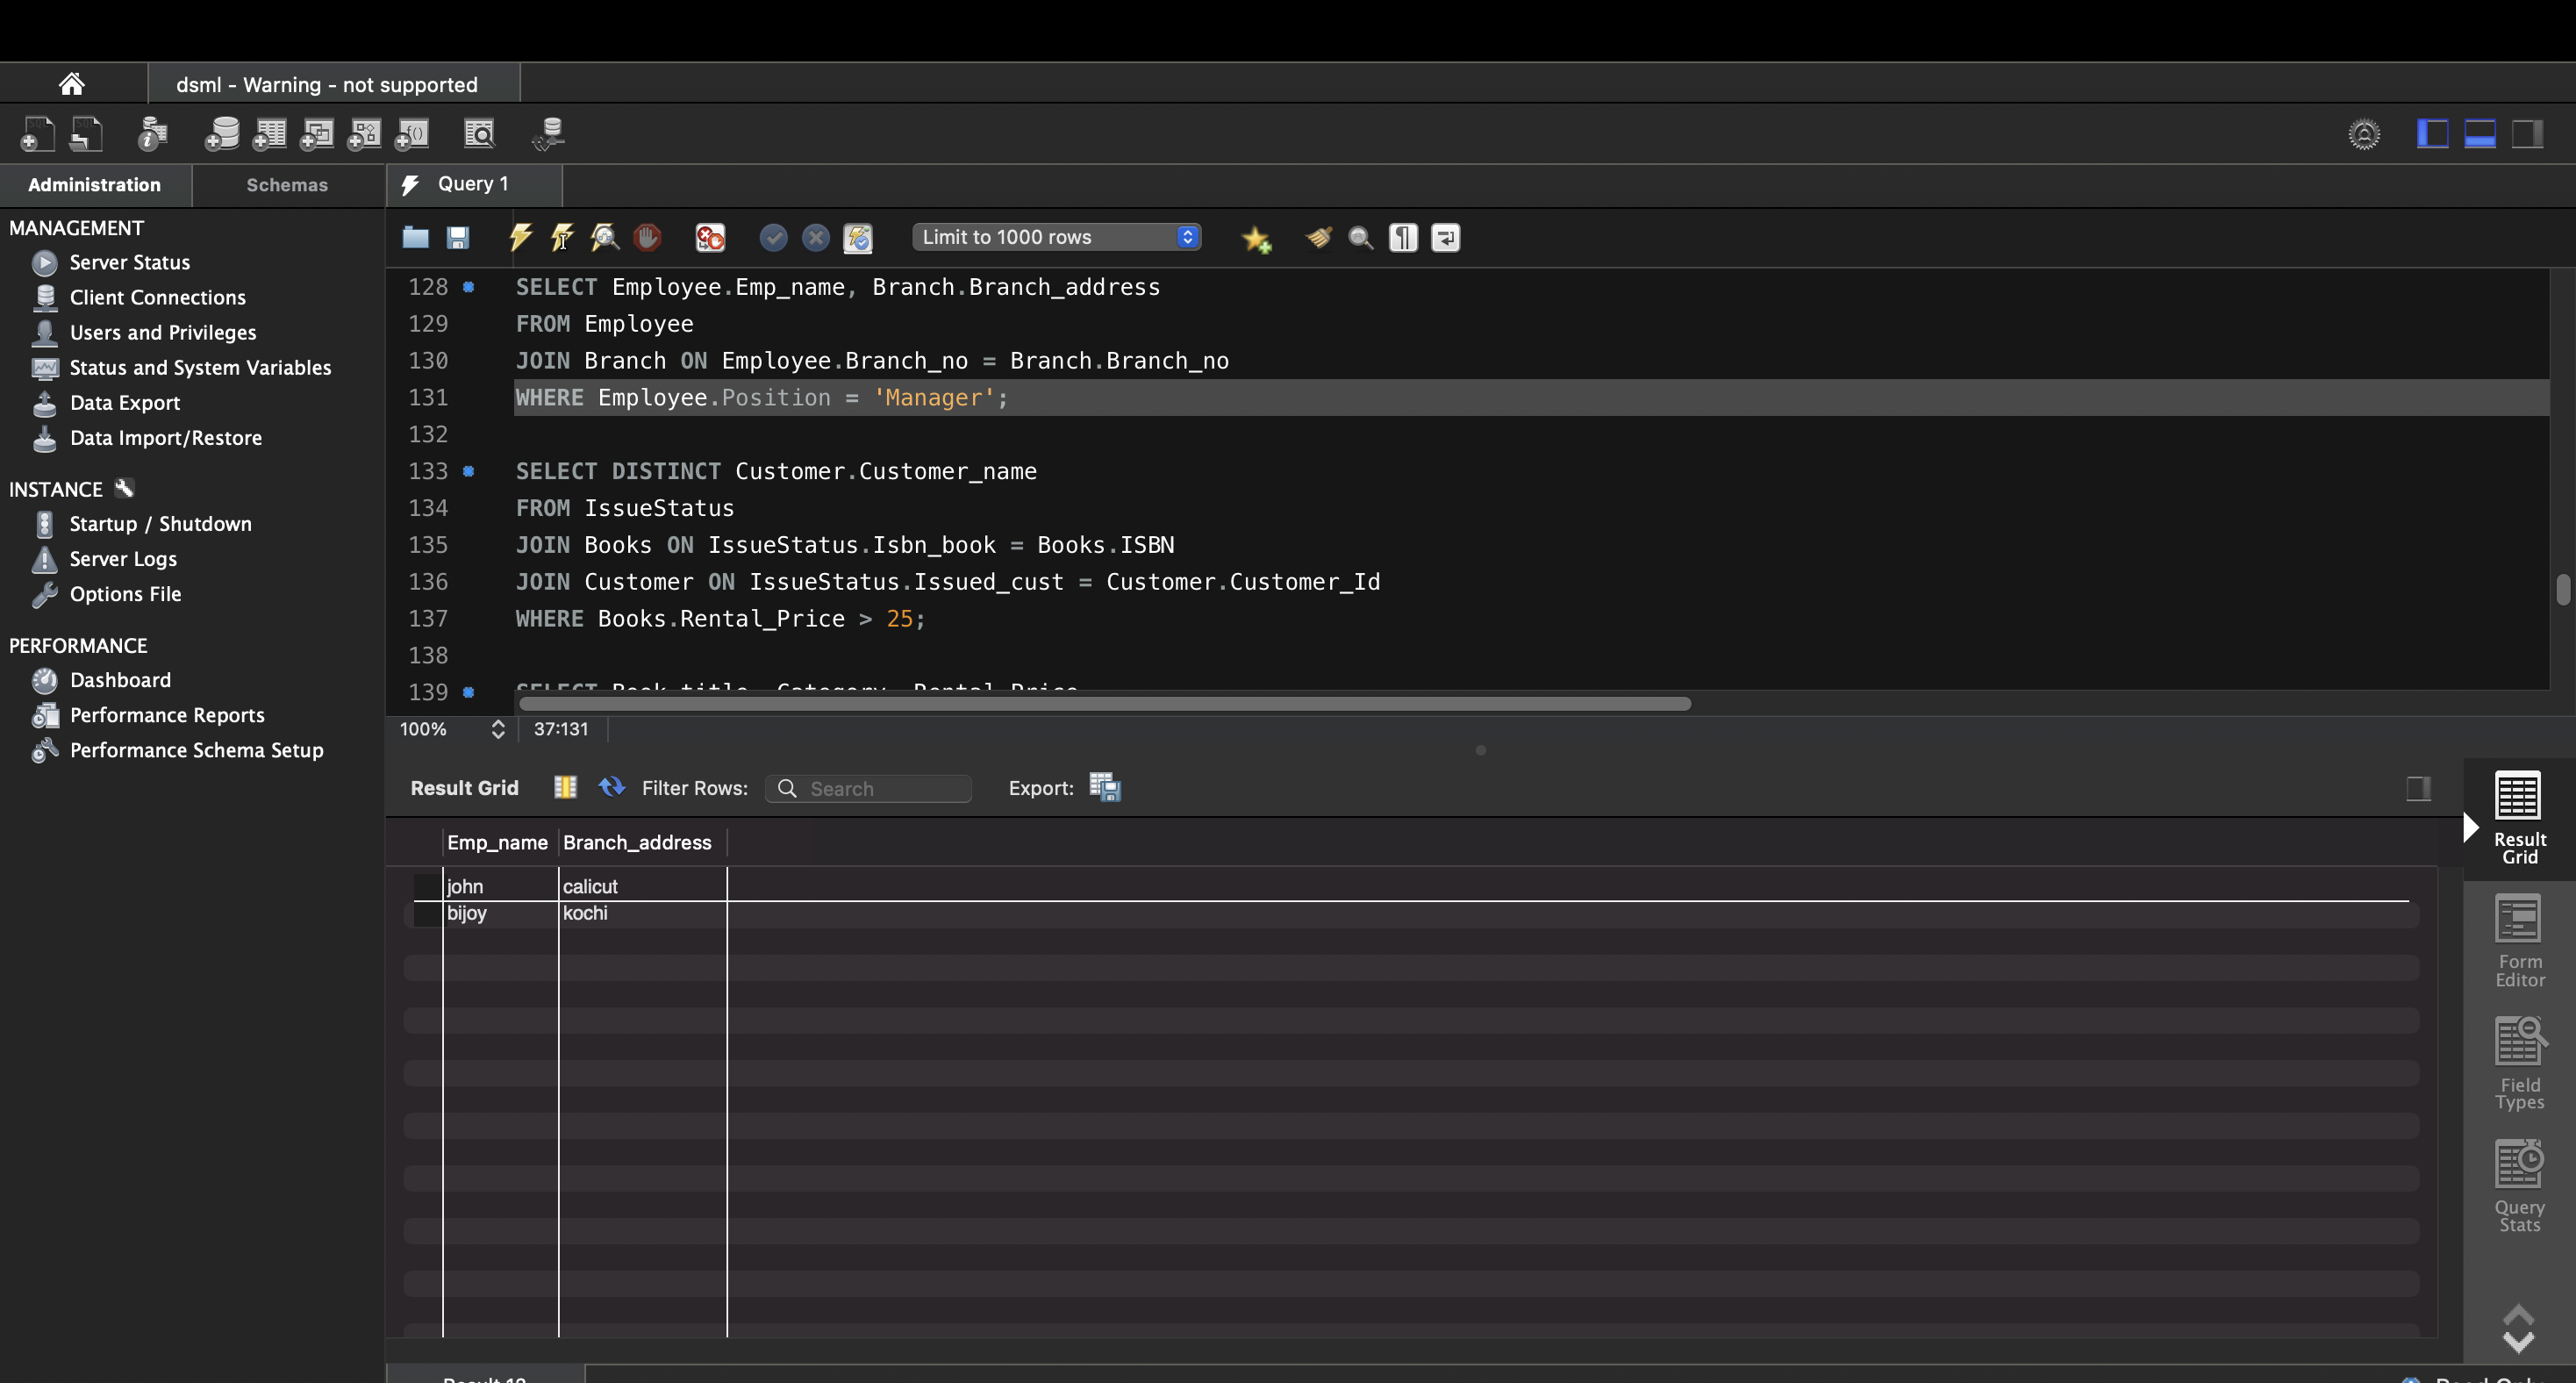 dsml - Warning - not supported
Administration
Schemas
Query 1
MANAGEMENT
Server Status
Client Connections
Users and Privileges
Status and System Variables
Data Export
Data Import/Restore
INSTANCE
Startup / Shutdown
Server Logs
Options File
PERFORMANCE
Dashboard
Performance Reports
Performance Schema Setup
Limit to 1000 rows
128 SELECT Employee.Emp_name, Branch.Branch_address
129 FROM Employee
130 JOIN Branch ON Employee.Branch_no = Branch.Branch_no
131 WHERE Employee.Position = 'Manager';
132
133 SELECT DISTINCT Customer.Customer_name
134 FROM IssueStatus
135 JOIN Books ON IssueStatus.Isbn_book = Books.ISBN
136 JOIN Customer ON IssueStatus.Issued_cust = Customer.Customer_Id
137 WHERE Books.Rental_Price > 25;
138
139 SELECT Book_title, Category, Rental_Price
100% 37:131
Result Grid Filter Rows: Search Export:
Emp_name Branch_address
john calicut
bijoy kochi
Result
Grid
Form
Editor
Field
Types
Query
Stats